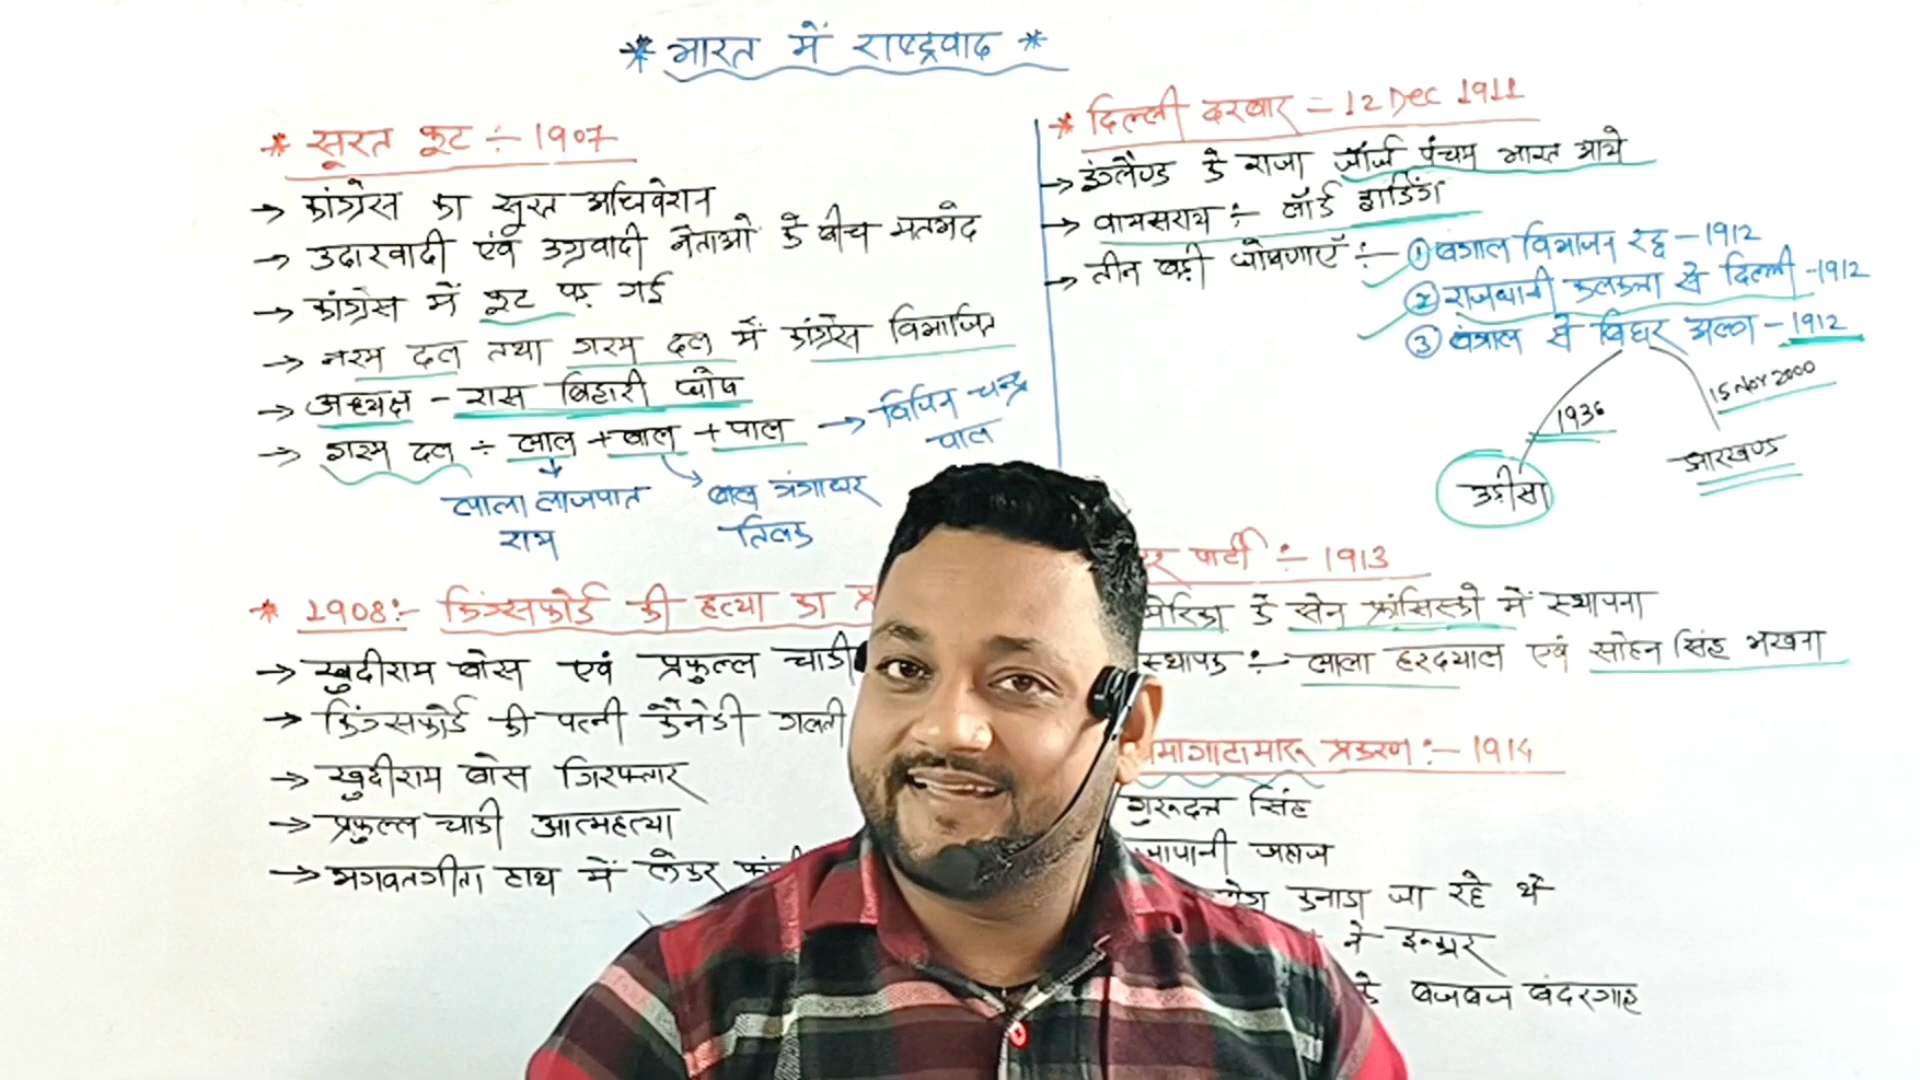 * भारत में राष्ट्रवाद *
* सूरत फूट :- 1907
→ कांग्रेस का सूरत अधिवेशन
→ उदारवादी एवं उग्रवादी नेताओ के बीच मतभेद
→ कांग्रेस में फूट पड़ गई
→ नरम दल तथा गरम दल में कांग्रेस विभाजित
→ अध्यक्ष - रास बिहारी घोष
→ गरम दल ÷ लाल + बाल + पाल → विपिन चन्द्र
पाल
लाला लाजपात
राय
बाल गंगाधर
तिलक
* 1908 :- किंग्सफोर्ड की हत्या का
→ खुदीराम बोस एवं प्रफुल्ल चाकी
→ किंग्सफोर्ड की पत्नी कैनेडी गलती
→ खुदीराम बोस गिरफ्तार
→ प्रफुल्ल चाकी आत्महत्या
→ भगवतगीता हाथ में लेकर
* दिल्ली दरबार = 12 Dec 1911
→ इंग्लैण्ड के राजा जॉर्ज पंचम भारत आये
→ वायसराय :- लॉर्ड हार्डिंग
→ तीन बड़ी घोषणाएँ :- ① बंगाल विभाजन रद्द - 1912
② राजधानी कलकत्ता से दिल्ली - 1912
③ बंगाल से बिहार अलग - 1912
1936
15 Nov 2000
उड़ीसा
झारखण्ड
पार्टी :- 1913
के सेन फ्रांसिस्को में स्थापना
:- लाला हरदयाल एवं सोहन सिंह भखना
प्रकरण :- 1914
गुरूदत्त सिंह
जापानी जहाज
कनाडा जा रहे थे
ने इन्कार
के बजबज बंदरगाह